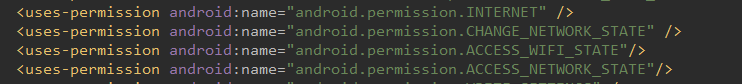 <uses-permission android:name="android.permission.INTERNET" />
<uses-permission android:name="android.permission.CHANGE_NETWORK_STATE" />
<uses-permission android:name="android.permission.ACCESS_WIFI_STATE"/>
<uses-permission android:name="android.permission.ACCESS_NETWORK_STATE"/>